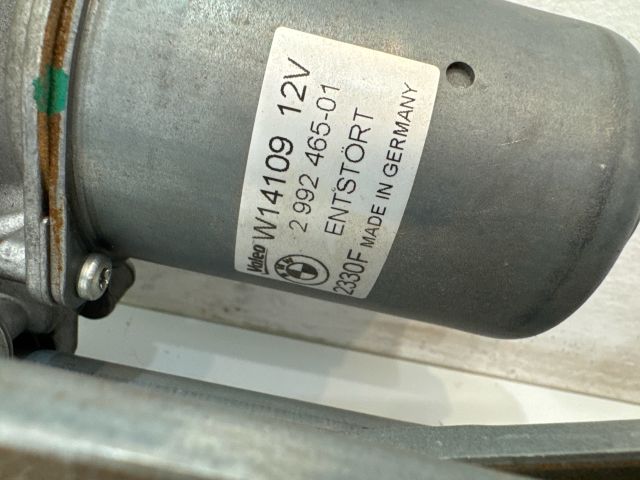 Valeo W14109 12V
2 992 465-01
ENTSTÖRT
2330F MADE IN GERMANY